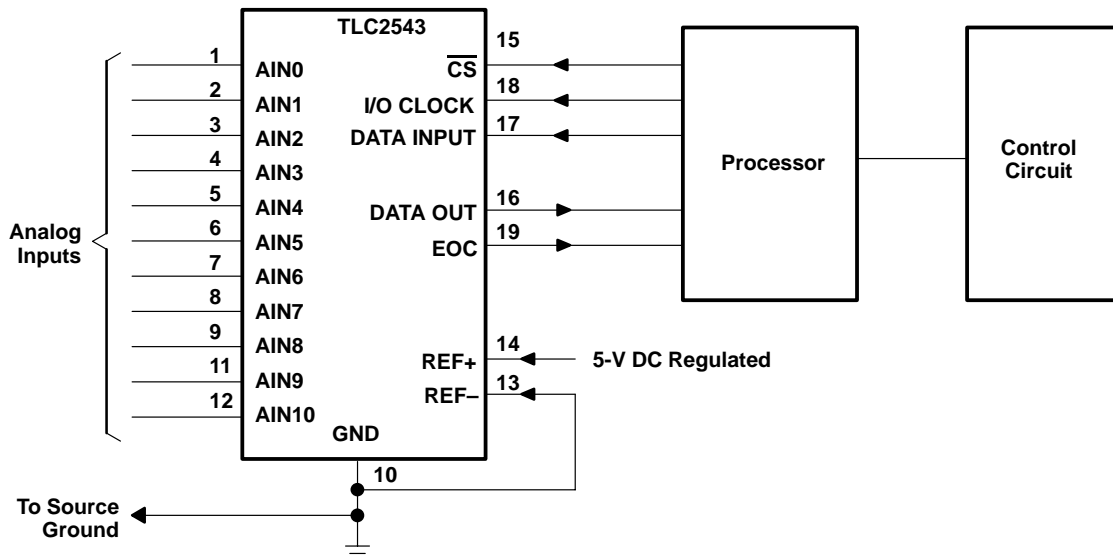 TLC2543
Analog
Inputs
1
AIN0
2
AIN1
3
AIN2
4
AIN3
5
AIN4
6
AIN5
7
AIN6
8
AIN7
9
AIN8
11
AIN9
12
AIN10
15
CS
18
I/O CLOCK
17
DATA INPUT
16
DATA OUT
19
EOC
14
REF+
5-V DC Regulated
13
REF–
GND
10
To Source
Ground
Processor
Control
Circuit